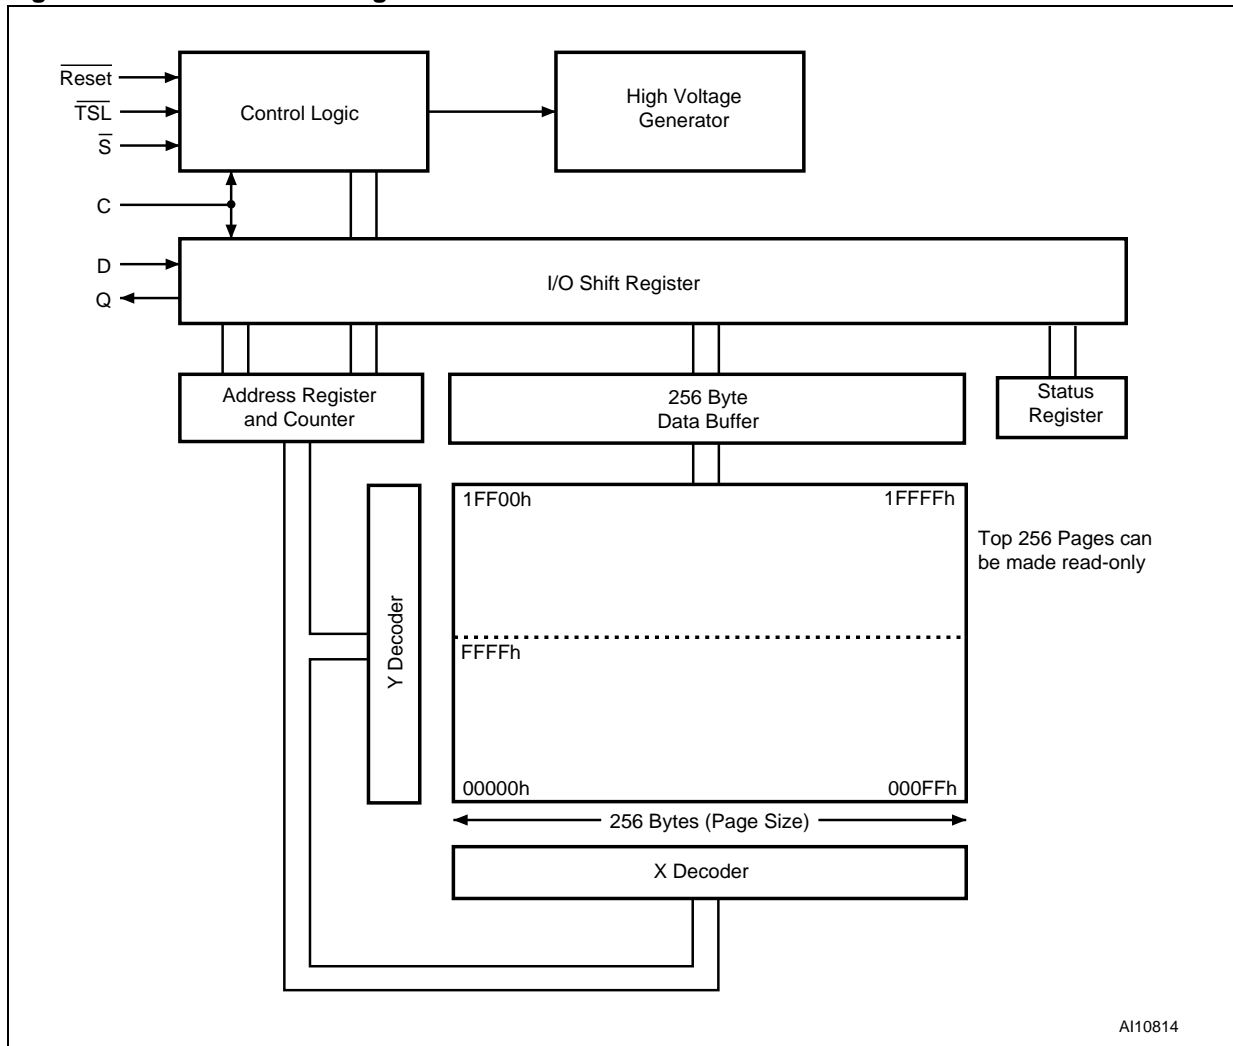 Reset
TSL
S
Control Logic
High Voltage
Generator
C
D
Q
I/O Shift Register
Address Register
and Counter
256 Byte
Data Buffer
Status
Register
1FF00h
1FFFFh
Top 256 Pages can
be made read-only
Y Decoder
FFFFh
00000h
000FFh
256 Bytes (Page Size)
X Decoder
AI10814